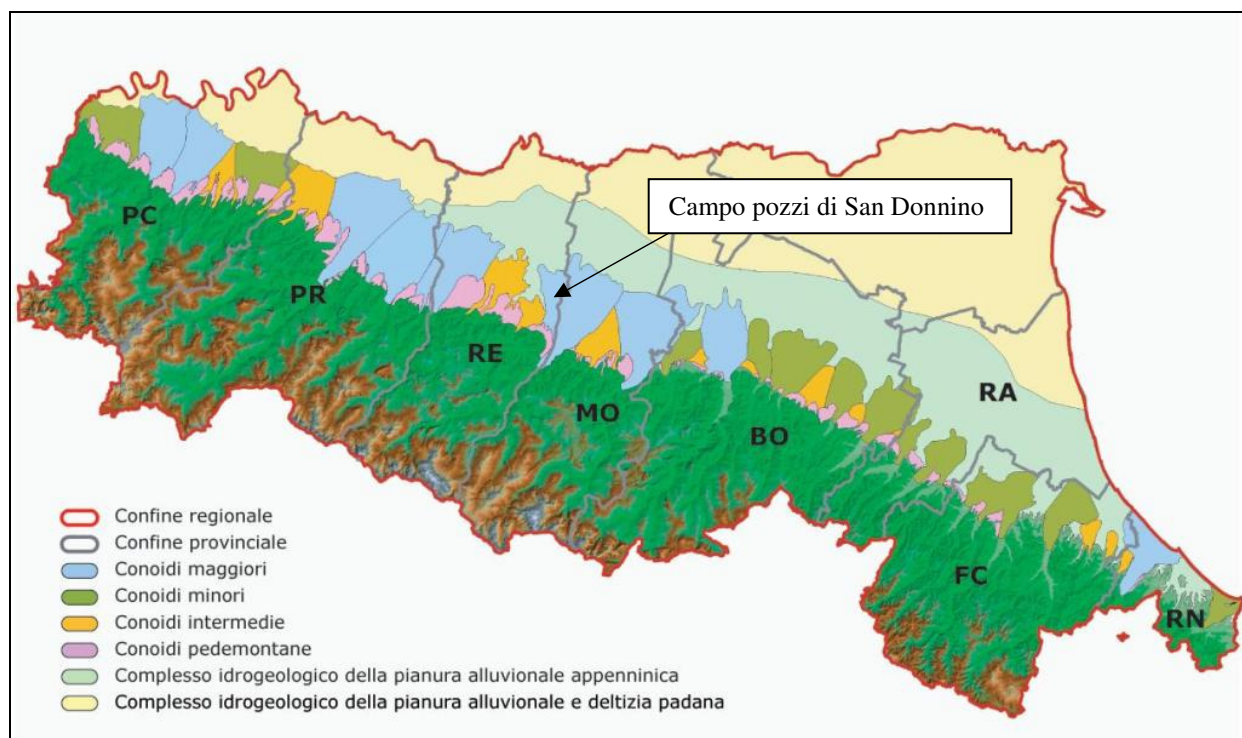 Campo pozzi di San Donnino
PC
PR
RE
MO
BO
RA
FC
RN
Confine regionale
Confine provinciale
Conoidi maggiori
Conoidi minori
Conoidi intermedie
Conoidi pedemontane
Complesso idrogeologico della pianura alluvionale appenninica
Complesso idrogeologico della pianura alluvionale e deltizia padana